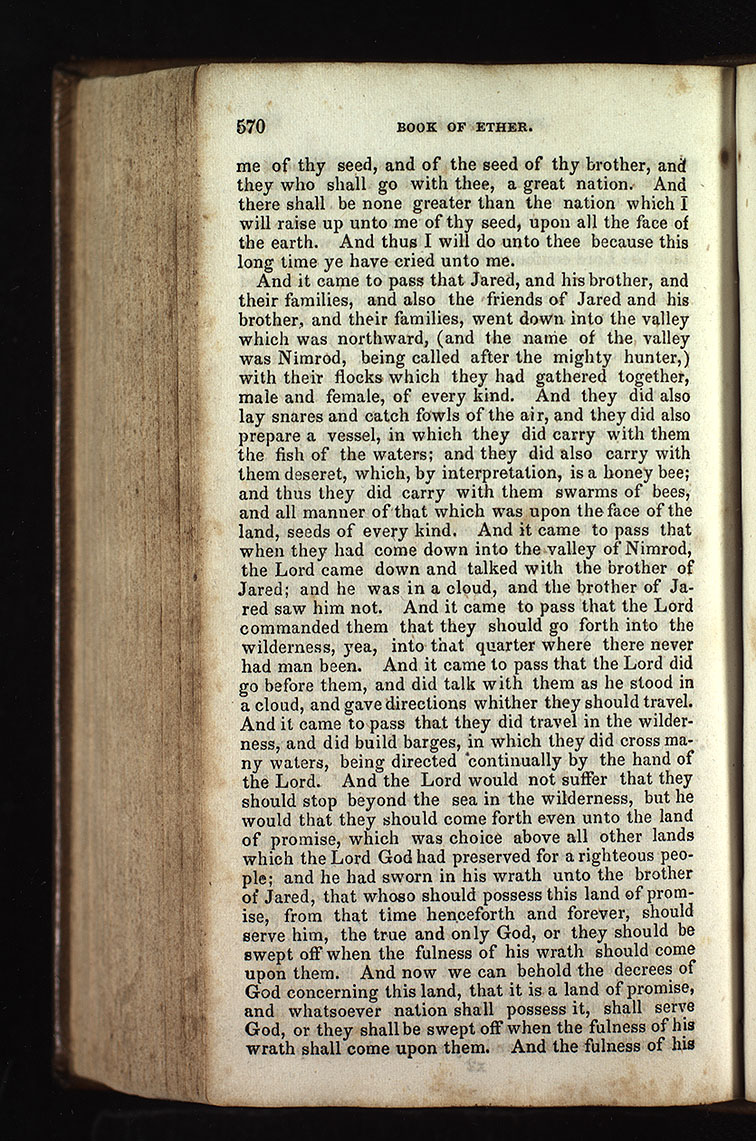 570 BOOK OF ETHER.
me of thy seed, and of the seed of thy brother, and
they who shall go with thee, a great nation. And
there shall be none greater than the nation which I
will raise up unto me of thy seed, upon all the face of
the earth. And thus I will do unto thee because this
long time ye have cried unto me.
And it came to pass that Jared, and his brother, and
their families, and also the friends of Jared and his
brother, and their families, went down into the valley
which was northward, (and the name of the valley
was Nimrod, being called after the mighty hunter,)
with their flocks which they had gathered together,
male and female, of every kind. And they did also
lay snares and catch fowls of the air, and they did also
prepare a vessel, in which they did carry with them
the fish of the waters; and they did also carry with
them deseret, which, by interpretation, is a honey bee;
and thus they did carry with them swarms of bees,
and all manner of that which was upon the face of the
land, seeds of every kind. And it came to pass that
when they had come down into the valley of Nimrod,
the Lord came down and talked with the brother of
Jared; and he was in a cloud, and the brother of Ja-
red saw him not. And it came to pass that the Lord
commanded them that they should go forth into the
wilderness, yea, into that quarter where there never
had man been. And it came to pass that the Lord did
go before them, and did talk with them as he stood in
a cloud, and gave directions whither they should travel.
And it came to pass that they did travel in the wilder-
ness, and did build barges, in which they did cross ma-
ny waters, being directed continually by the hand of
the Lord. And the Lord would not suffer that they
should stop beyond the sea in the wilderness, but he
would that they should come forth even unto the land
of promise, which was choice above all other lands
which the Lord God had preserved for a righteous peo-
ple; and he had sworn in his wrath unto the brother
of Jared, that whoso should possess this land of prom-
ise, from that time henceforth and forever, should
serve him, the true and only God, or they should be
swept off when the fulness of his wrath should come
upon them. And now we can behold the decrees of
God concerning this land, that it is a land of promise,
and whatsoever nation shall possess it, shall serve
God, or they shall be swept off when the fulness of his
wrath shall come upon them. And the fulness of his